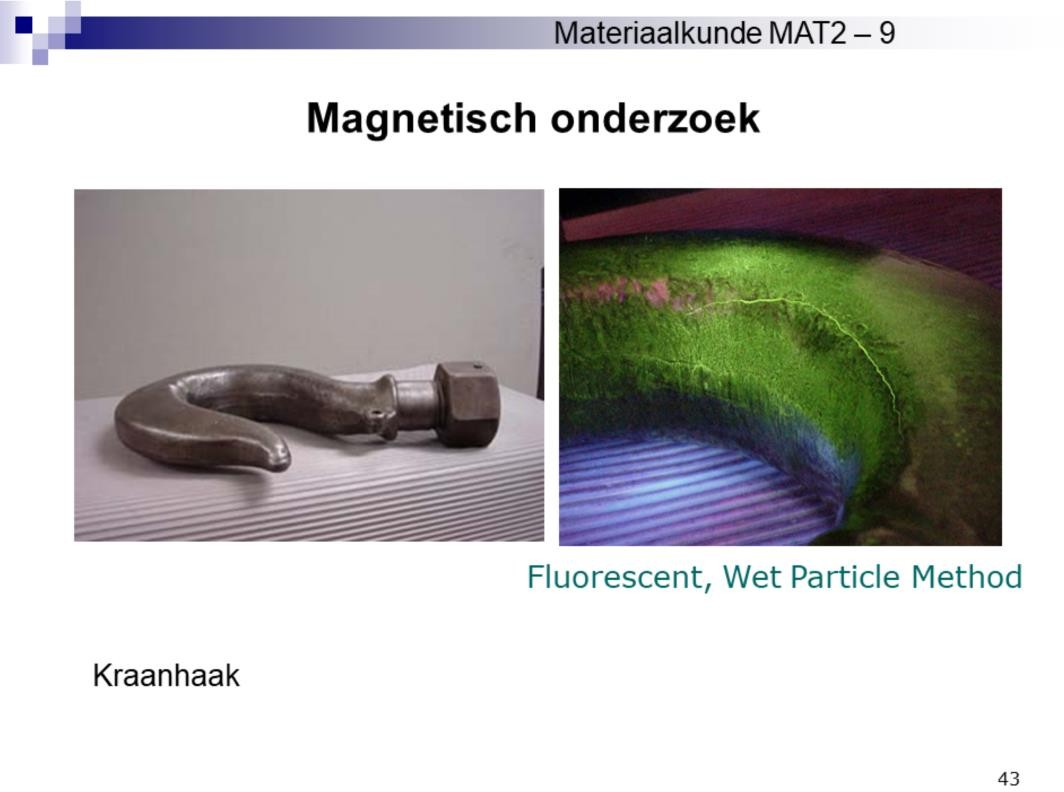 Materiaalkunde MAT2 – 9
Magnetisch onderzoek
Fluorescent, Wet Particle Method
Kraanhaak
43